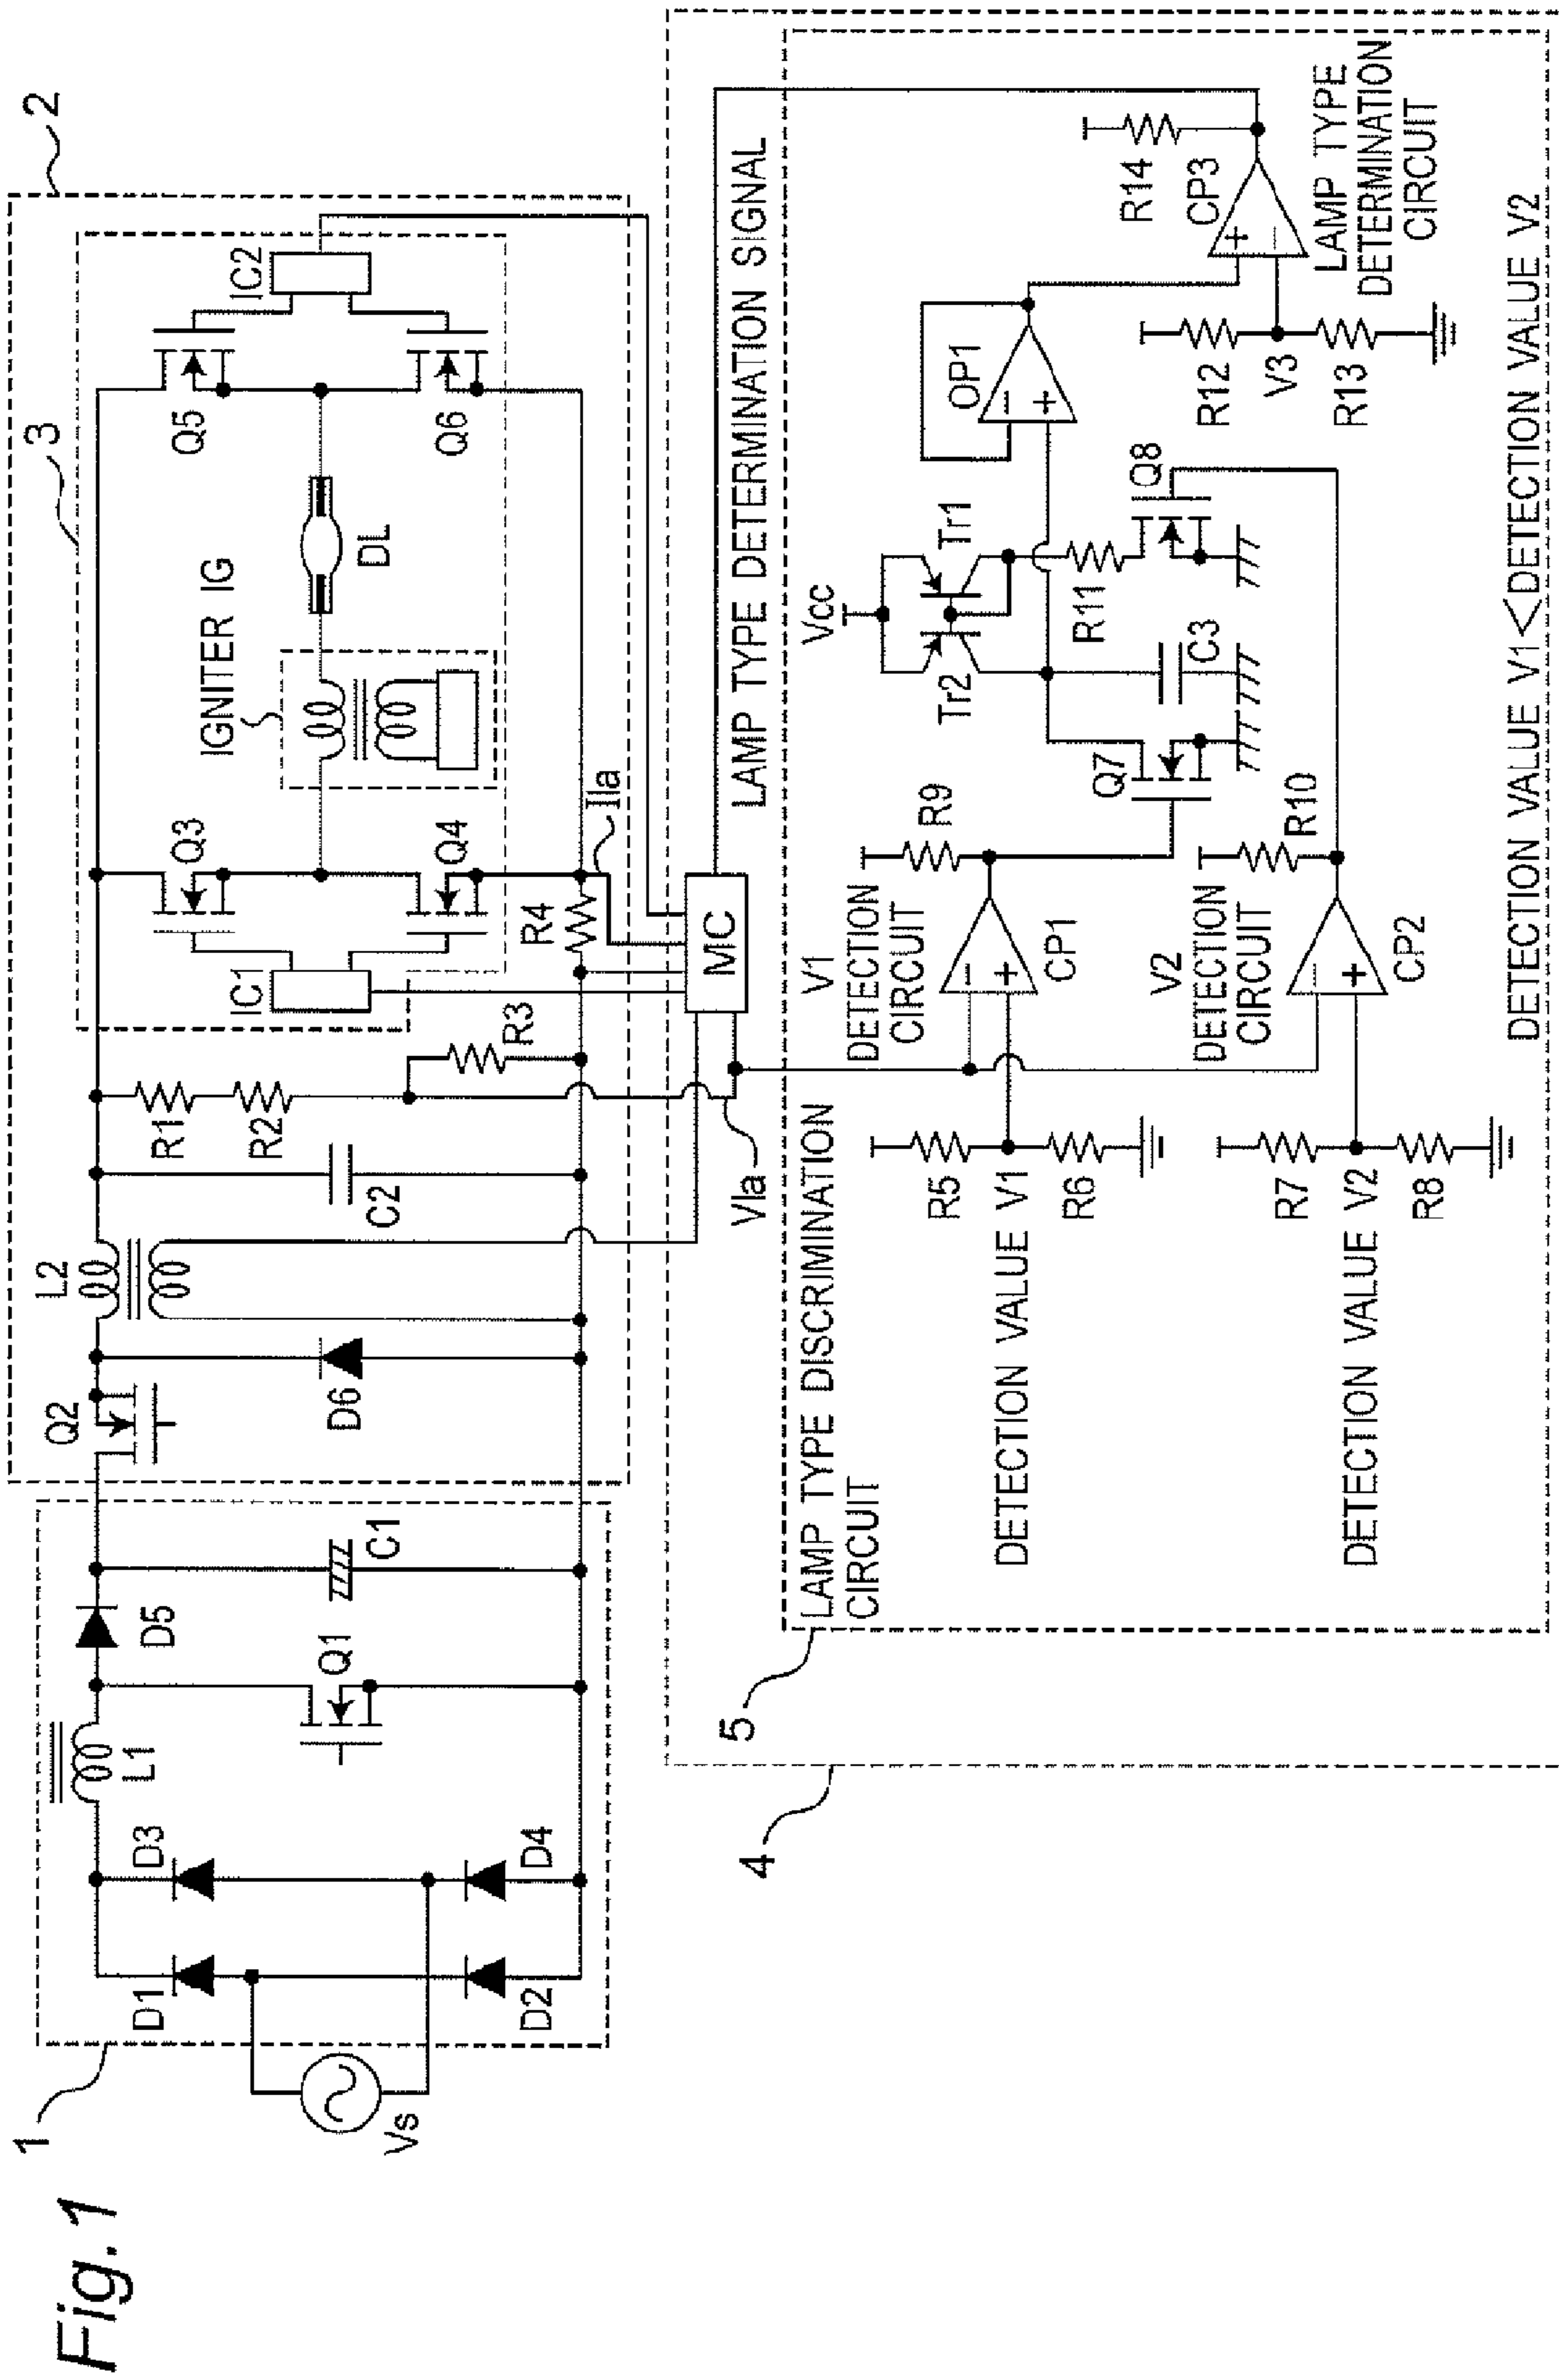 Fig.1
1
2
3
Vs
D1
D2
D3
D4
L1
Q1
D5
C1
Q2
D6
L2
C2
R1
R2
R3
R4
IC1
Q3
Q4
IGNITER IG
DL
Q5
Q6
IC2
Vla
Ila
MC
LAMP TYPE DETERMINATION SIGNAL
4
5
LAMP TYPE DISCRIMINATION
CIRCUIT
DETECTION VALUE V1
R5
R6
V1
DETECTION
CIRCUIT
CP1
R9
DETECTION VALUE V2
R7
R8
V2
DETECTION
CIRCUIT
CP2
R10
Q7
C3
Vcc
Tr2
Tr1
R11
Q8
OP1
R12
V3
R13
R14
CP3
LAMP TYPE
DETERMINATION
CIRCUIT
DETECTION VALUE V1<DETECTION VALUE V2